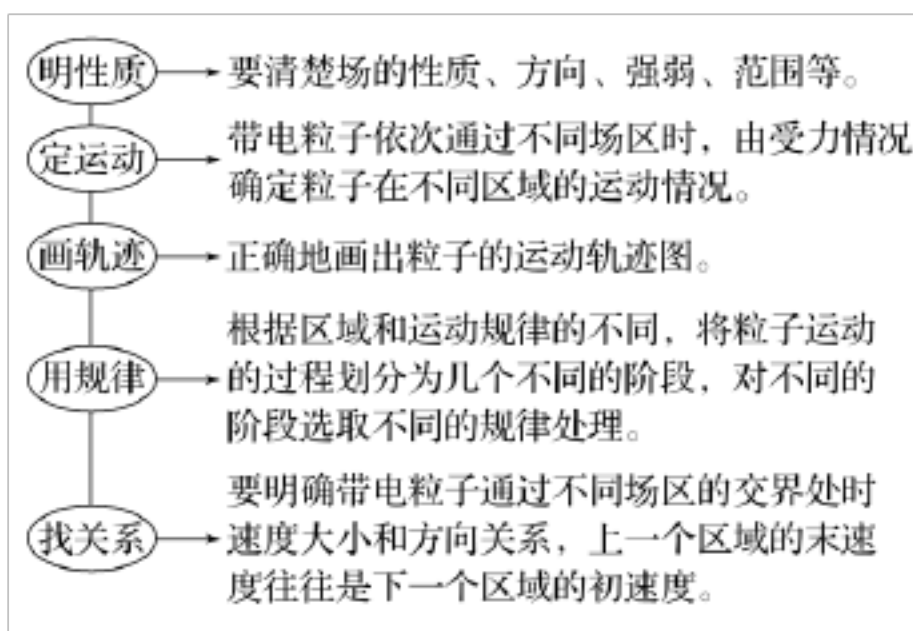 明性质 要清楚场的性质、方向、强弱、范围等。
带电粒子依次通过不同场区时，由受力情况
定运动
确定粒子在不同区域的运动情况。
画轨迹 正确地画出粒子的运动轨迹图。
根据区域和运动规律的不同，将粒子运动
用规律 的过程划分为几个不同的阶段，对不同的
阶段选取不同的规律处理。
要明确带电粒子通过不同场区的交界处时
找关系 速度大小和方向关系，上一个区域的末速
度往往是下一个区域的初速度。